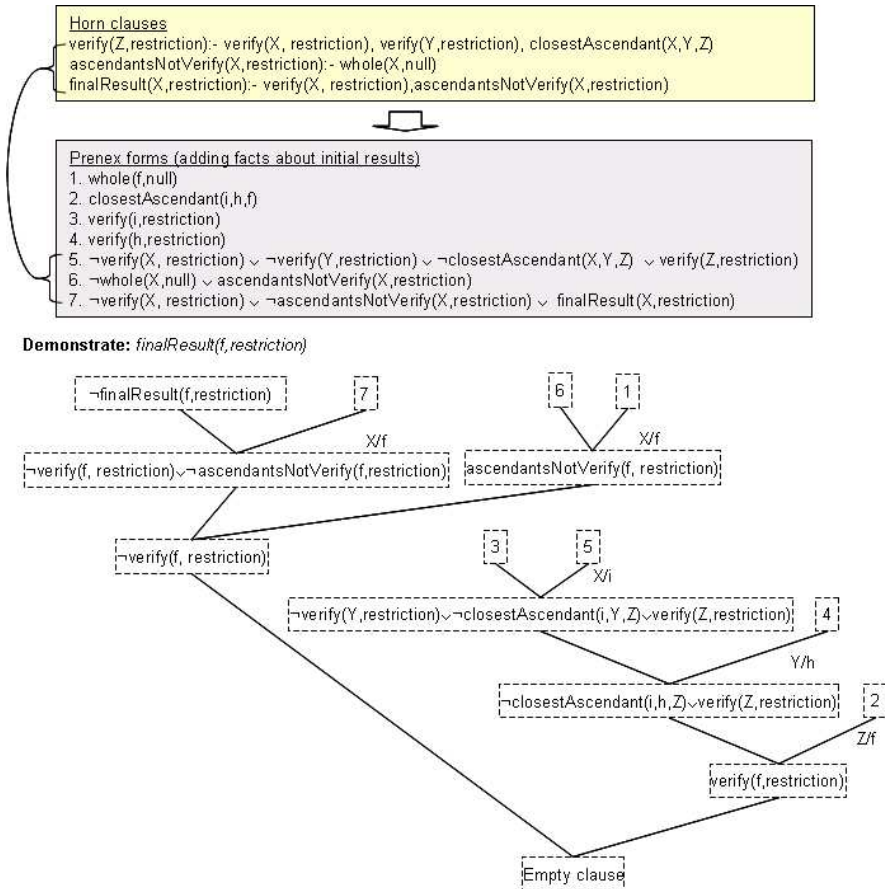 Horn clauses
verify(Z,restriction):- verify(X, restriction), verify(Y,restriction), closestAscendant(X,Y,Z)
ascendantsNotVerify(X,restriction):- whole(X,null)
finalResult(X,restriction):- verify(X, restriction),ascendantsNotVerify(X,restriction)
Prenex forms (adding facts about initial results)
1. whole(f,null)
2. closestAscendant(i,h,f)
3. verify(i,restriction)
4. verify(h,restriction)
5. ¬verify(X, restriction) ∨ ¬verify(Y,restriction) ∨ ¬closestAscendant(X,Y,Z) ∨ verify(Z,restriction)
6. ¬whole(X,null) ∨ ascendantsNotVerify(X,restriction)
7. ¬verify(X, restriction) ∨ ¬ascendantsNotVerify(X,restriction) ∨ finalResult(X,restriction)
Demonstrate: finalResult(f,restriction)
¬finalResult(f,restriction)
7
6
1
X/f
X/f
¬verify(f, restriction)∨¬ascendantsNotVerify(f,restriction)
ascendantsNotVerify(f, restriction)
¬verify(f, restriction)
3
5
X/i
¬verify(Y,restriction)∨¬closestAscendant(i,Y,Z)∨verify(Z,restriction)
4
Y/h
¬closestAscendant(i,h,Z)∨verify(Z,restriction)
2
Z/f
verify(f,restriction)
Empty clause